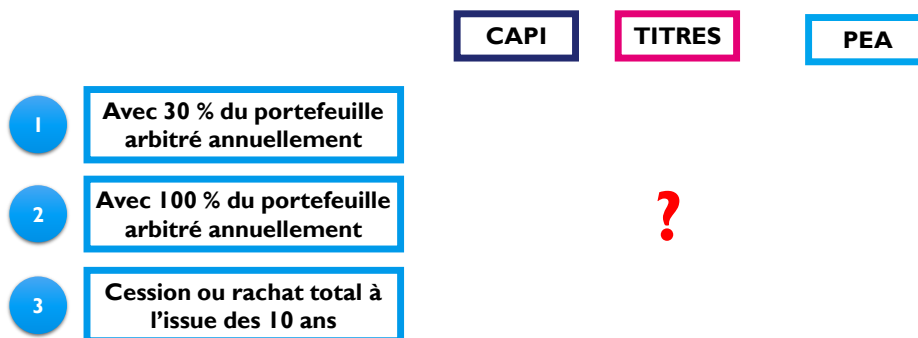 CAPI
TITRES
PEA
1
Avec 30 % du portefeuille
arbitré annuellement
2
Avec 100 % du portefeuille
arbitré annuellement
?
3
Cession ou rachat total à
l'issue des 10 ans